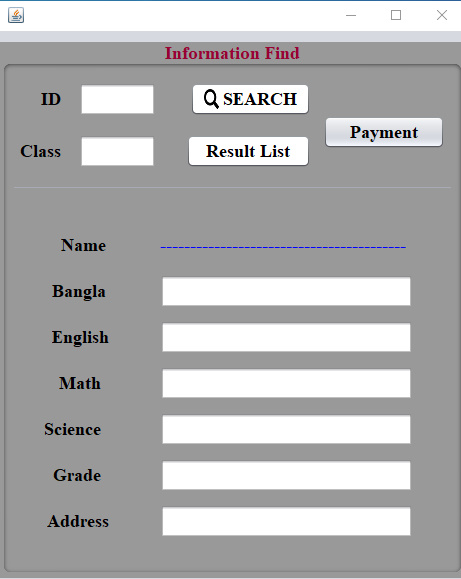 Information Find
ID
SEARCH
Payment
Class
Result List
Name -----------------------------------------
Bangla
English
Math
Science
Grade
Address